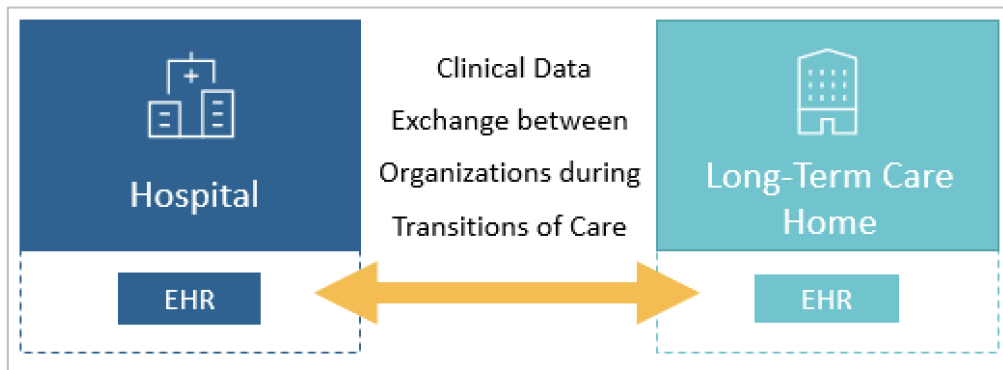 Hospital
EHR
Clinical Data
Exchange between
Organizations during
Transitions of Care
Long-Term Care
Home
EHR